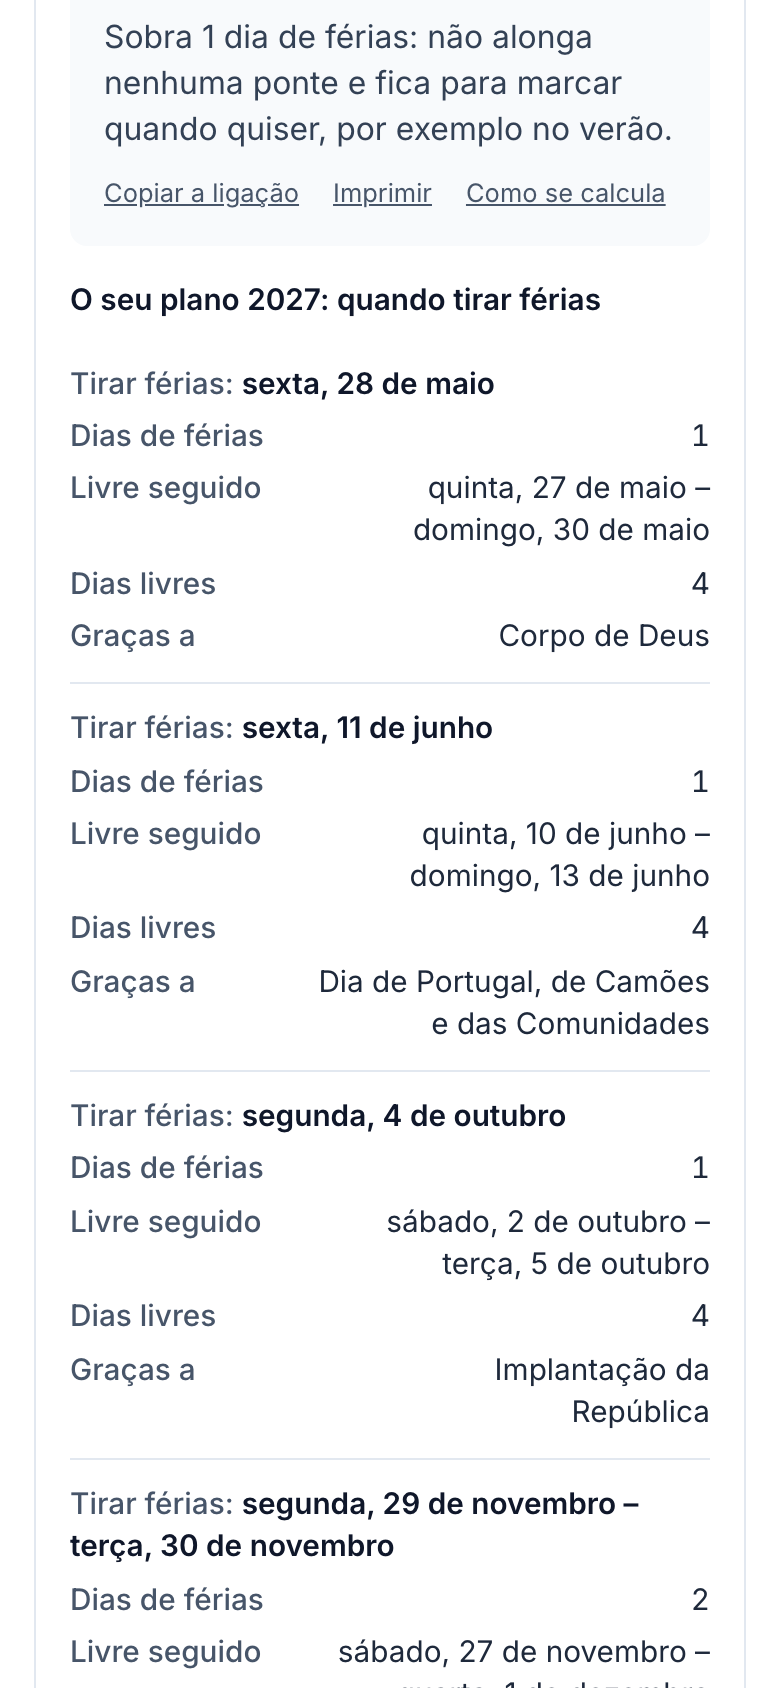 Sobra 1 dia de férias: não alonga
nenhuma ponte e fica para marcar
quando quiser, por exemplo no verão.
Copiar a ligação Imprimir Como se calcula
O seu plano 2027: quando tirar férias
Tirar férias: sexta, 28 de maio
Dias de férias 1
Livre seguido quinta, 27 de maio –
domingo, 30 de maio
Dias livres 4
Graças a Corpo de Deus
Tirar férias: sexta, 11 de junho
Dias de férias 1
Livre seguido quinta, 10 de junho –
domingo, 13 de junho
Dias livres 4
Graças a Dia de Portugal, de Camões
e das Comunidades
Tirar férias: segunda, 4 de outubro
Dias de férias 1
Livre seguido sábado, 2 de outubro –
terça, 5 de outubro
Dias livres 4
Graças a Implantação da
República
Tirar férias: segunda, 29 de novembro –
terça, 30 de novembro
Dias de férias 2
Livre seguido sábado, 27 de novembro –